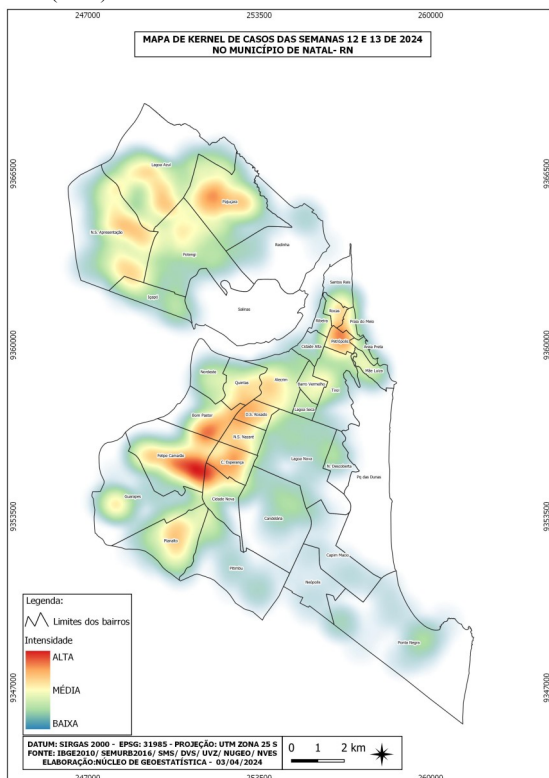 247000 253500 260000
MAPA DE KERNEL DE CASOS DAS SEMANAS 12 E 13 DE 2024
NO MUNICÍPIO DE NATAL- RN
9366500
9366500
Lagoa Azul
Pajuçara
N.S. Apresentação
Redinha
Potengi
Igapó
Salinas
Santos Reis
Rocas
Ribeira
Praia do Meio
Petrópolis
9360000
9360000
Cidade Alta
Areia Preta
Mãe Luiza
Nordeste
Quintas
Alecrim
Barro Vermelho
Tirol
Lagoa Seca
Bom Pastor
D.S. Rosado
N.S. Nazaré
Felipe Camarão
C. Esperança
Lagoa Nova
N. Descoberta
Pq das Dunas
Guarapes
Cidade Nova
9353500
9353500
Candelária
Planalto
Capim Macio
Pitimbu
Neópolis
Ponta Negra
Legenda:
Limites dos bairros
Intensidade
ALTA
MÉDIA
BAIXA
9347000
9347000
DATUM: SIRGAS 2000 - EPSG: 31985 - PROJEÇÃO: UTM ZONA 25 S
FONTE: IBGE2010/ SEMURB2016/ SMS/ DVS/ UVZ/ NUGEO/ NVES
ELABORAÇÃO:NÚCLEO DE GEOESTATÍSTICA - 03/04/2024
0 1 2 km
247000 253500 260000